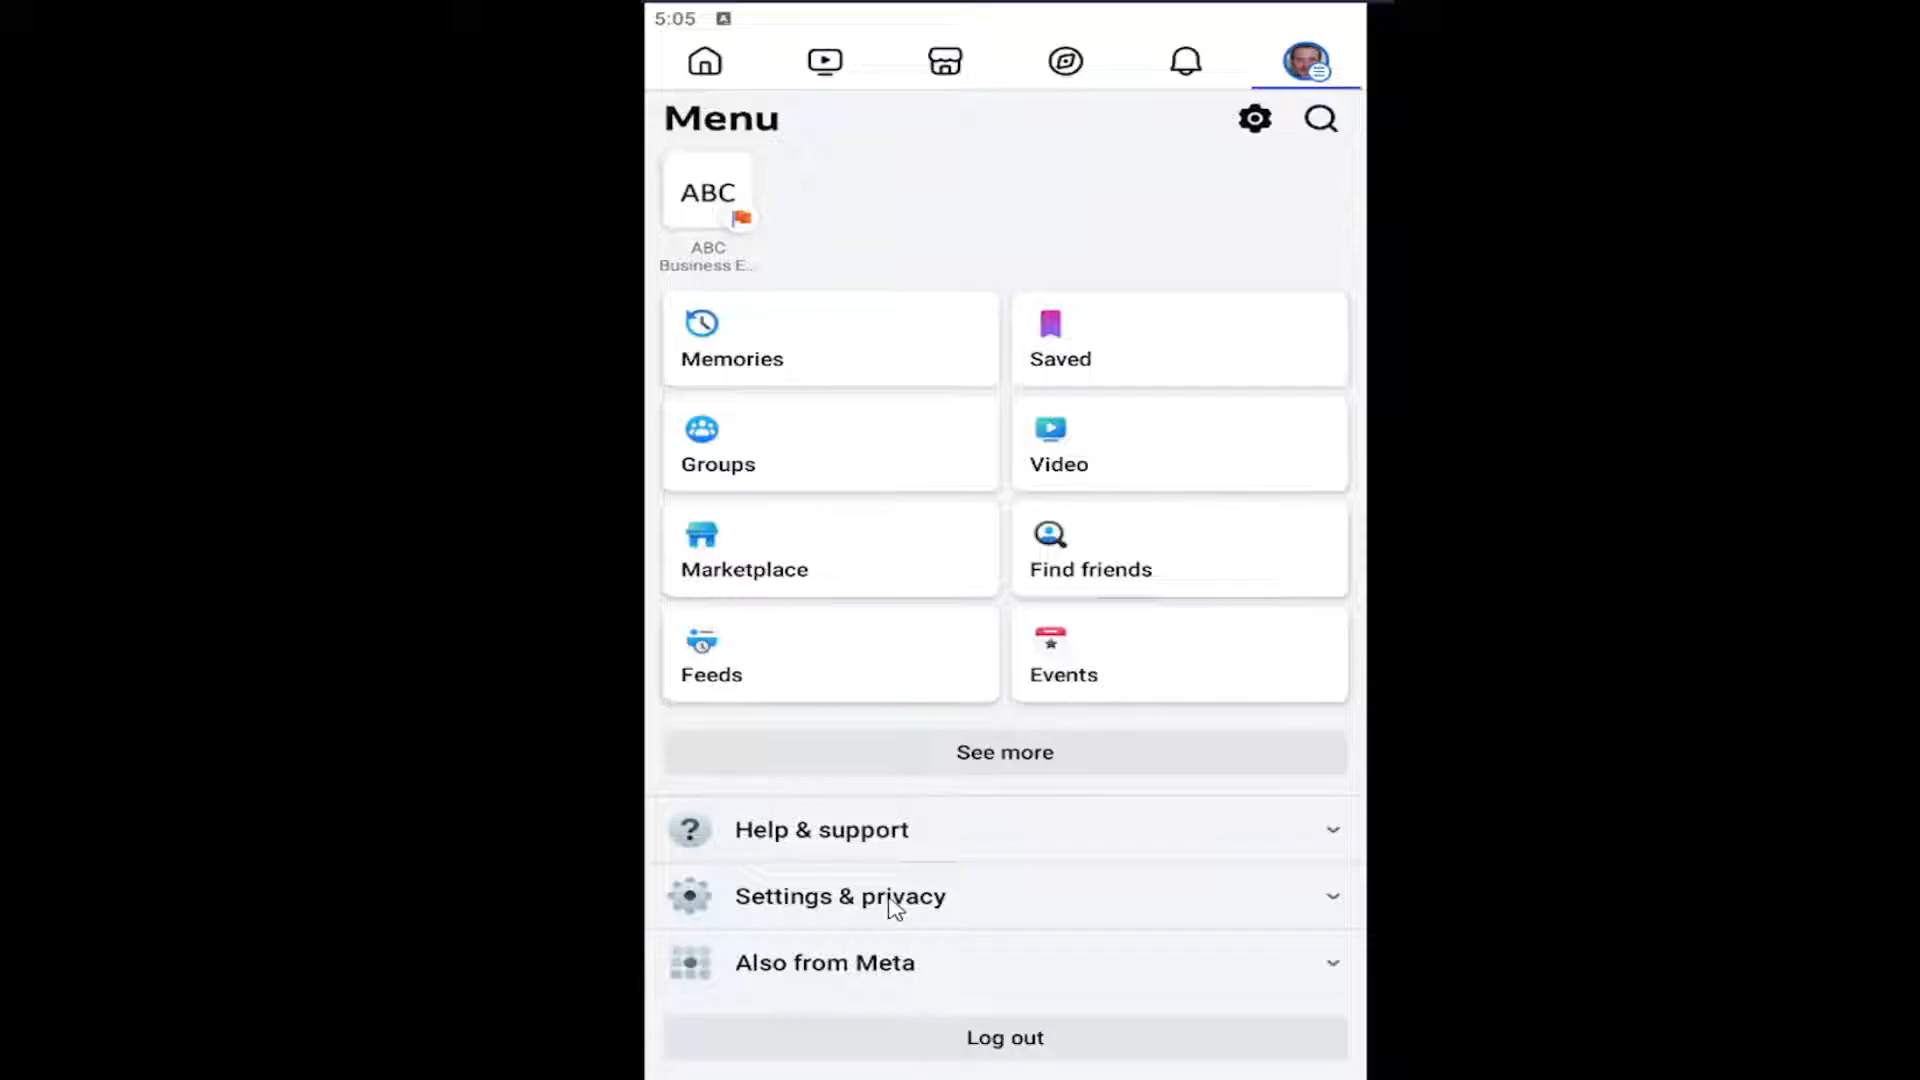 5:05
Menu
ABC
ABC
Business E...
Memories
Saved
Groups
Video
Marketplace
Find friends
Feeds
Events
See more
Help & support
Settings & privacy
Also from Meta
Log out